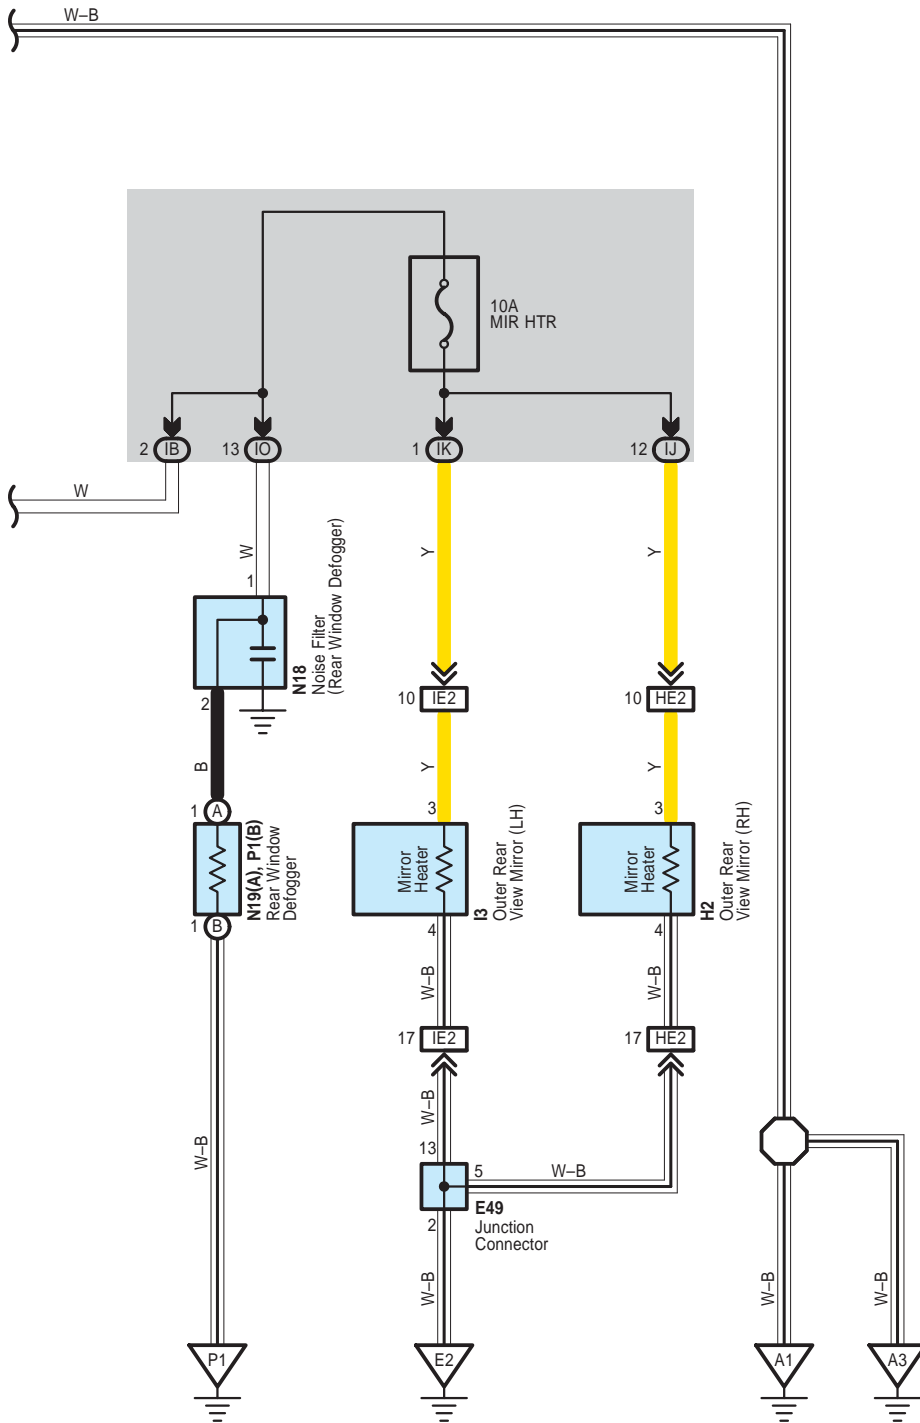 W–B
10A
MIR HTR
2 IB
13 IO
1 IK
12 IJ
W
W
Y
Y
1
N18
Noise Filter
(Rear Window Defogger)
2
10 IE2
10 HE2
B
Y
Y
1 A
3
3
N19(A), P1(B)
Rear Window
Defogger
Mirror
Heater
I3
Outer Rear
View Mirror (LH)
Mirror
Heater
H2
Outer Rear
View Mirror (RH)
1 B
4
4
W–B
W–B
17 IE2
17 HE2
W–B
W–B
13
5
W–B
E49
Junction
Connector
2
W–B
W–B
W–B
P1
E2
A1
A3